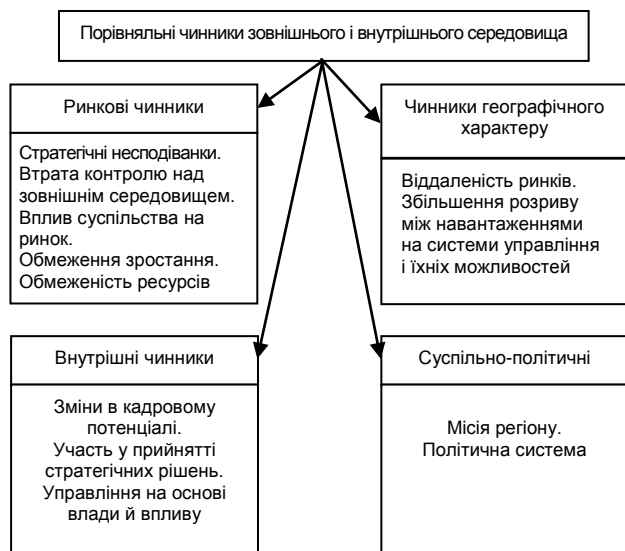 Порівняльні чинники зовнішнього і внутрішнього середовища
Ринкові чинники
Стратегічні несподіванки.
Втрата контролю над
зовнішнім середовищем.
Вплив суспільства на
ринок.
Обмеження зростання.
Обмеженість ресурсів
Чинники географічного
характеру
Віддаленість ринків.
Збільшення розриву
між навантаженнями
на системи управління
і їхніх можливостей
Внутрішні чинники
Зміни в кадровому
потенціалі.
Участь у прийнятті
стратегічних рішень.
Управління на основі
влади й впливу
Суспільно-політичні
Місія регіону.
Політична система